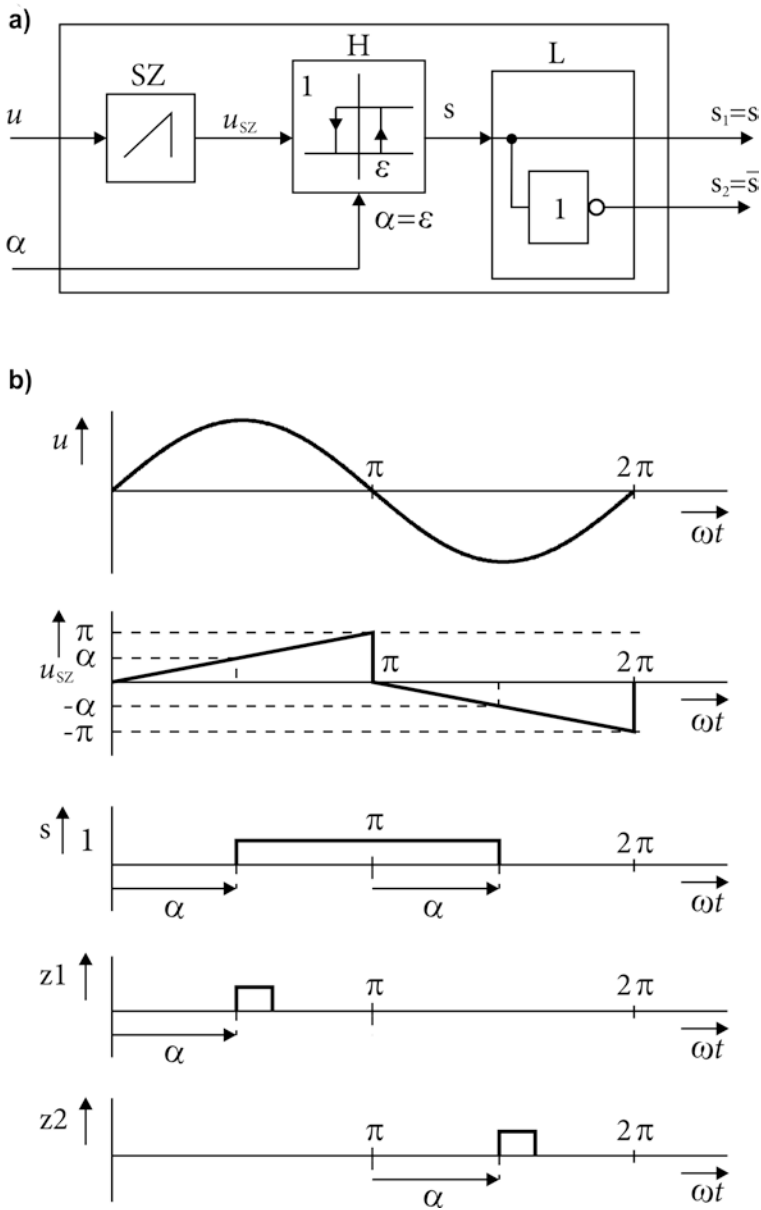 a)
H
SZ
1
L
u
u_SZ
s
s₁=s
ε
s₂=s̅
α=ε
1
α
b)
u
π
2π
ωt
π
α
π
2π
u_SZ
-α
ωt
-π
s
1
π
2π
α
α
ωt
z1
π
2π
α
ωt
z2
π
2π
α
ωt